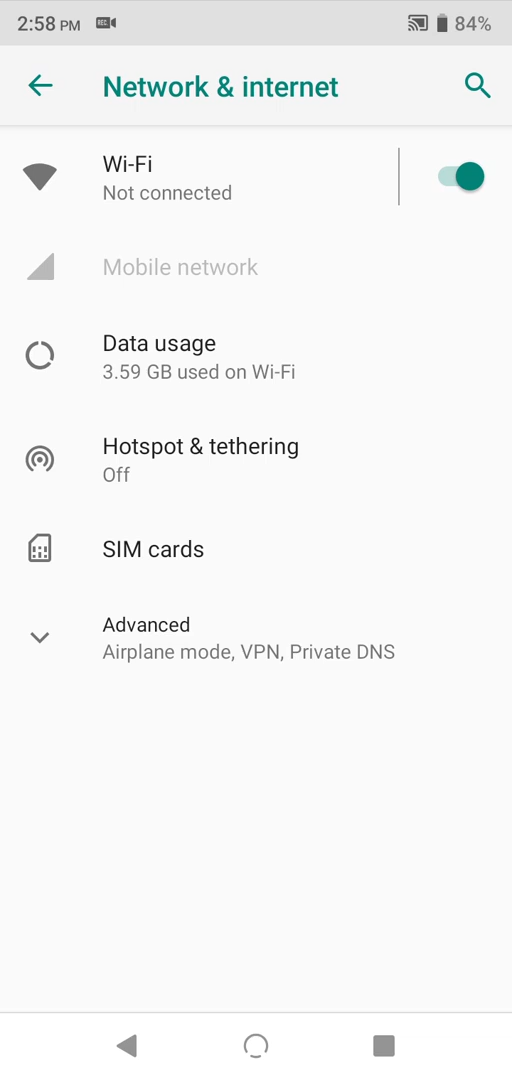 2:58 PM REC 84%
Network & internet
Wi-Fi
Not connected
Mobile network
Data usage
3.59 GB used on Wi-Fi
Hotspot & tethering
Off
SIM cards
Advanced
Airplane mode, VPN, Private DNS